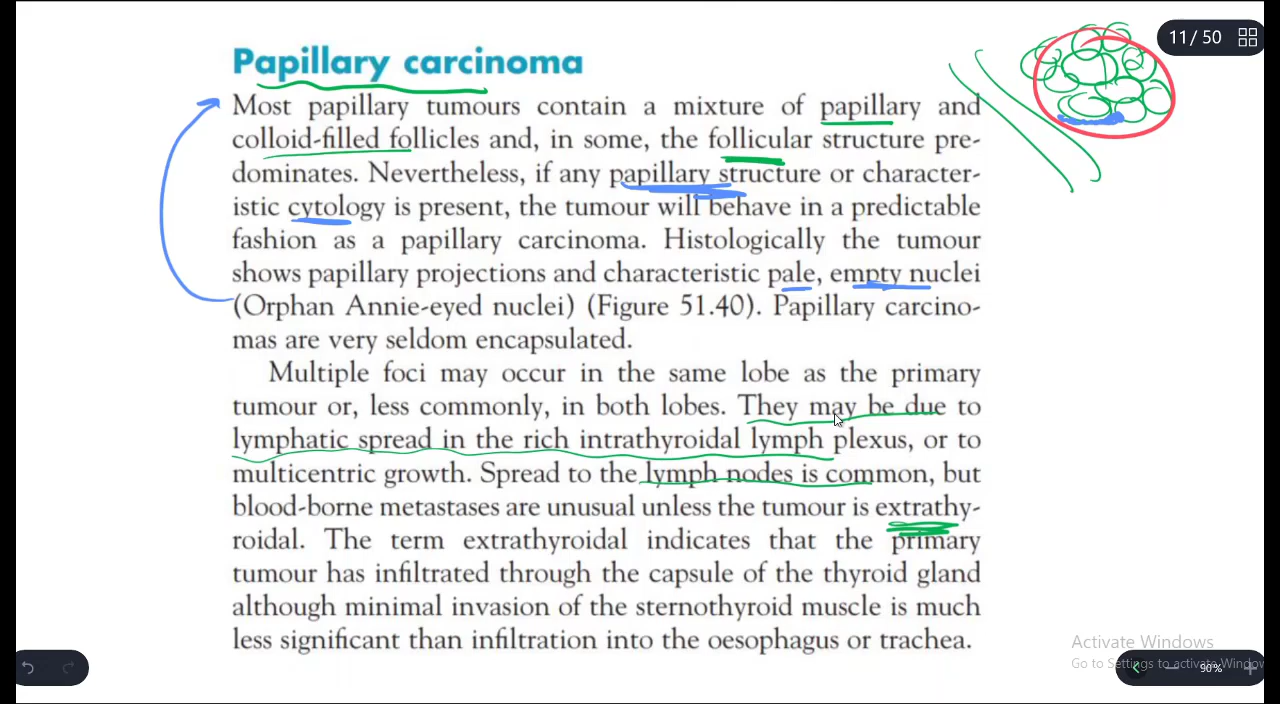 11 / 50
Papillary carcinoma
Most papillary tumours contain a mixture of papillary and
colloid-filled follicles and, in some, the follicular structure pre-
dominates. Nevertheless, if any papillary structure or character-
istic cytology is present, the tumour will behave in a predictable
fashion as a papillary carcinoma. Histologically the tumour
shows papillary projections and characteristic pale, empty nuclei
(Orphan Annie-eyed nuclei) (Figure 51.40). Papillary carcino-
mas are very seldom encapsulated.
Multiple foci may occur in the same lobe as the primary
tumour or, less commonly, in both lobes. They may be due to
lymphatic spread in the rich intrathyroidal lymph plexus, or to
multicentric growth. Spread to the lymph nodes is common, but
blood-borne metastases are unusual unless the tumour is extrathy-
roidal. The term extrathyroidal indicates that the primary
tumour has infiltrated through the capsule of the thyroid gland
although minimal invasion of the sternothyroid muscle is much
less significant than infiltration into the oesophagus or trachea.
Activate Windows
Go to Settings to activate Window
90%